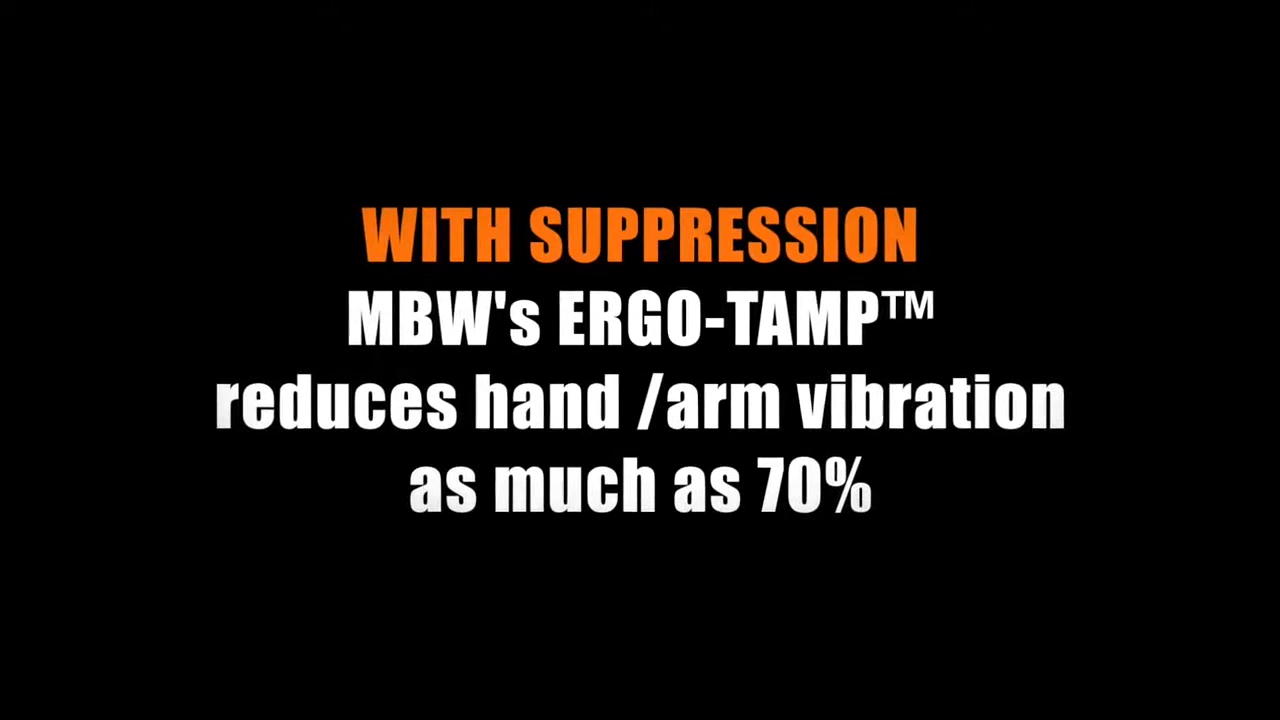 WITH SUPPRESSION
MBW's ERGO-TAMP™
reduces hand /arm vibration
as much as 70%